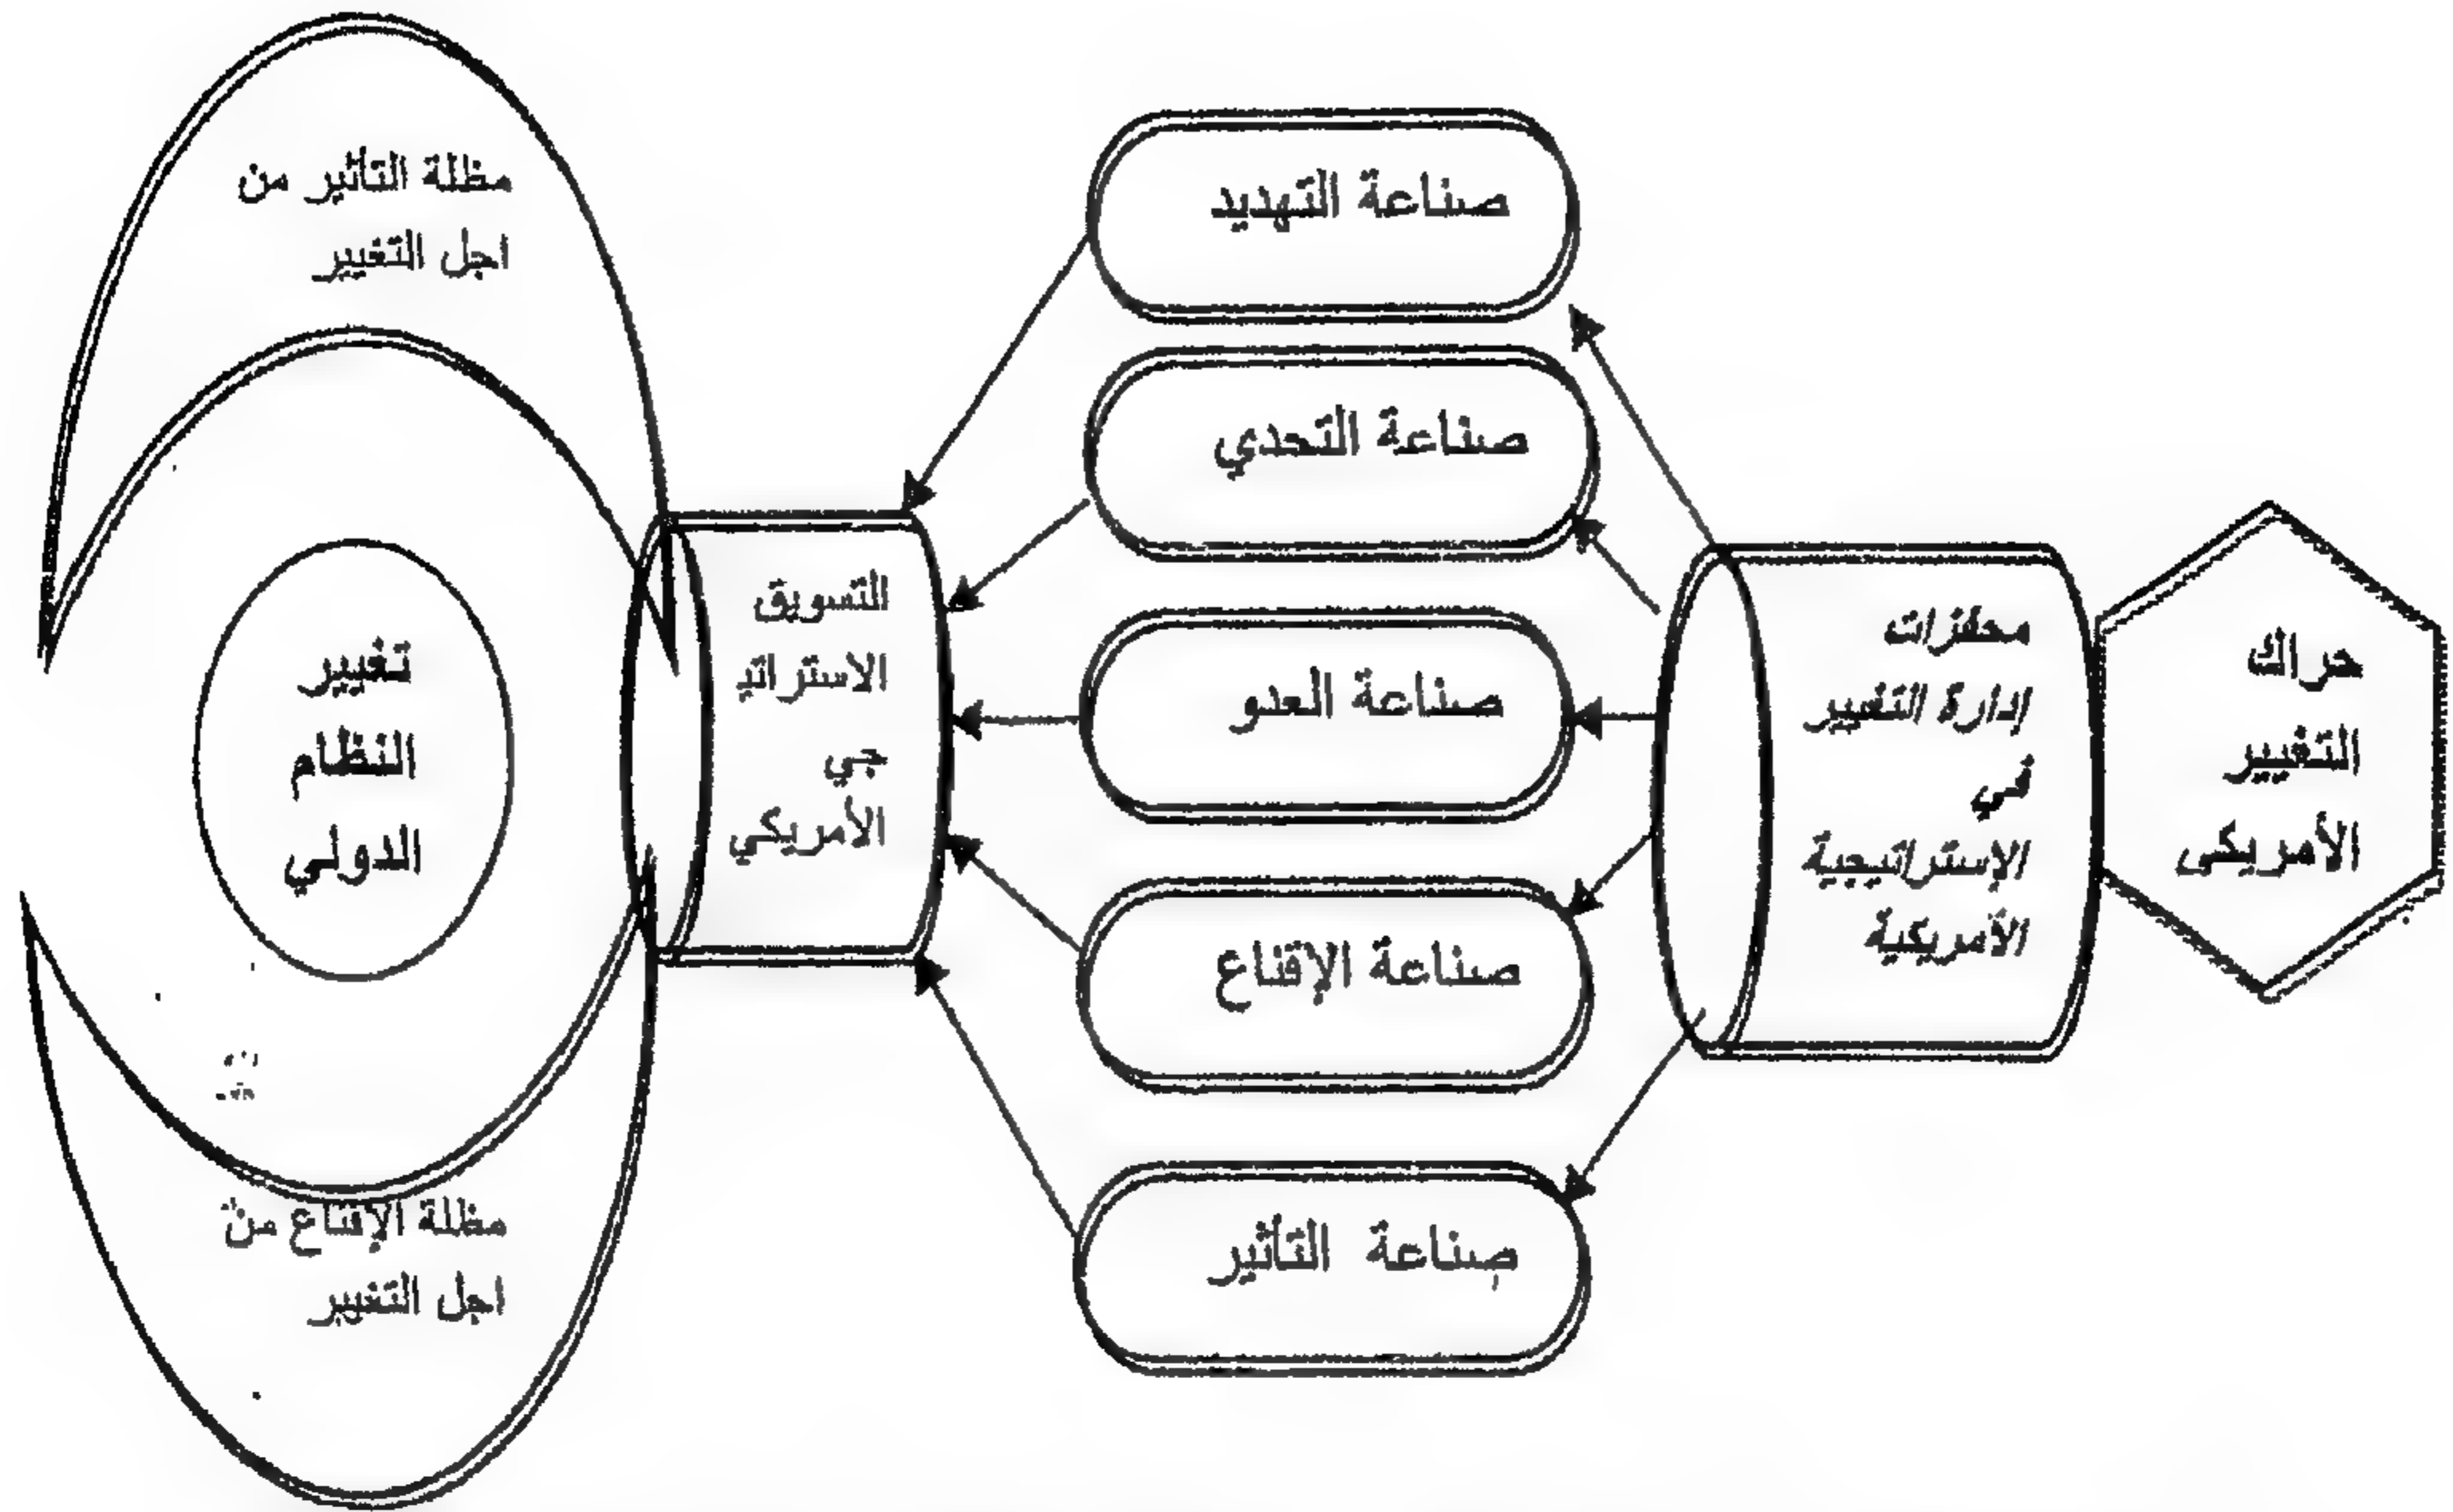 حراك
التغيير
الأمريكي
محفزات
إدارة التغيير
في
الإستراتيجية
الأمريكية
صناعة التهديد
صناعة التحدي
صناعة العدو
صناعة الإقناع
صناعة التأثير
التسويق
الاستراتي
جي
الأمريكي
مظلة التأثير من
اجل التغيير
تغيير
النظام
الدولي
مظلة الإقناع من
اجل التغيير